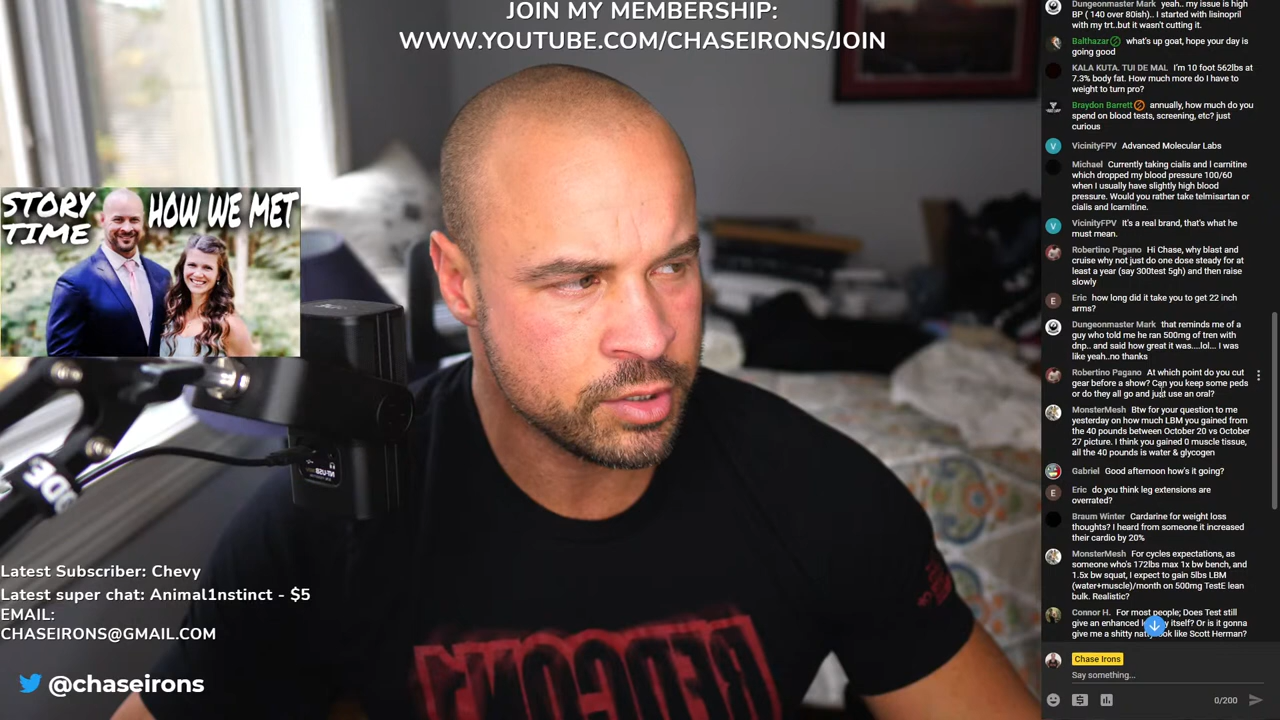 JOIN MY MEMBERSHIP:
WWW.YOUTUBE.COM/CHASEIRONS/JOIN
STORY
TIME
HOW WE MET
Latest Subscriber: Chevy
Latest super chat: Animal1nstinct - $5
EMAIL:
CHASEIRONS@GMAIL.COM
@chaseirons
NT-USB
RODE
REDCON1
Dungeonmaster Mark yeah.. my issue is high
BP ( 140 over 80ish).. I started with lisinopril
with my trt..but it wasn't cutting it.
Balthazar what's up goat, hope your day is
going good
KALA KUTA. TUI DE MAL I'm 10 foot 562lbs at
7.3% body fat. How much more do I have to
weight to turn pro?
Braydon Barrett annually, how much do you
spend on blood tests, screening, etc? just
curious
V VicinityFPV Advanced Molecular Labs
Michael Currently taking cialis and l carnitine
which dropped my blood pressure 100/60
when I usually have slightly high blood
pressure. Would you rather take telmisartan or
cialis and lcarnitine.
V VicinityFPV It's a real brand, that's what he
must mean.
Robertino Pagano Hi Chase, why blast and
cruise why not just do one dose steady for at
least a year (say 300test 5gh) and then raise
slowly
E Eric how long did it take you to get 22 inch
arms?
Dungeonmaster Mark that reminds me of a
guy who told me he ran 500mg of tren with
dnp.. and said how great it was....lol... I was
like yeah..no thanks
Robertino Pagano At which point do you cut
gear before a show? Can you keep some peds
or do they all go and just use an oral?
MonsterMesh Btw for your question to me
yesterday on how much LBM you gained from
the 40 pounds between October 20 vs October
27 picture. I think you gained 0 muscle tissue,
all the 40 pounds is water & glycogen
Gabriel Good afternoon how's it going?
E Eric do you think leg extensions are
overrated?
Braum Winter Cardarine for weight loss
thoughts? I heard from someone it increased
their cardio by 20%
MonsterMesh For cycles expectations, as
someone who's 172lbs max 1x bw bench, and
1.5x bw squat, I expect to gain 5lbs LBM
(water+muscle)/month on 500mg TestE lean
bulk. Realistic?
Connor H. For most people; Does Test still
give an enhanced by itself? Or is it gonna
give me a shitty natty look like Scott Herman?
Chase Irons
Say something...
0/200